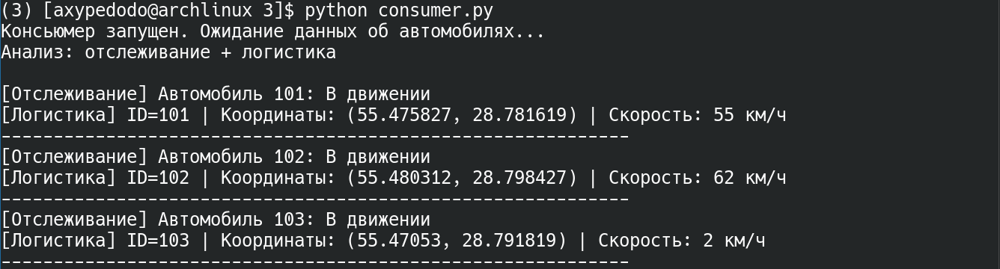 (3) [axypedodo@archlinux 3]$ python consumer.py
Консьюмер запущен. Ожидание данных об автомобилях...
Анализ: отслеживание + логистика
[Отслеживание] Автомобиль 101: В движении
[Логистика] ID=101 | Координаты: (55.475827, 28.781619) | Скорость: 55 км/ч
------------------------------------------------------------
[Отслеживание] Автомобиль 102: В движении
[Логистика] ID=102 | Координаты: (55.480312, 28.798427) | Скорость: 62 км/ч
------------------------------------------------------------
[Отслеживание] Автомобиль 103: В движении
[Логистика] ID=103 | Координаты: (55.47053, 28.791819) | Скорость: 2 км/ч
------------------------------------------------------------